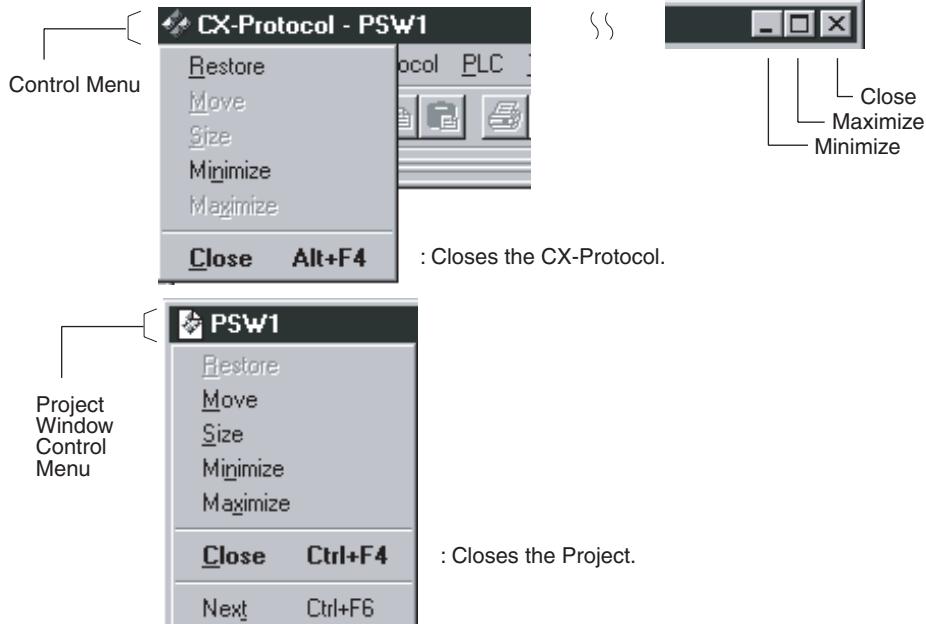 CX-Protocol - PSW1
Control Menu
Restore
ocol PLC
Move
Size
Minimize
Maximize
Close Alt+F4
: Closes the CX-Protocol.
Close
Maximize
Minimize
PSW1
Project
Window
Control
Menu
Restore
Move
Size
Minimize
Maximize
Close Ctrl+F4
: Closes the Project.
Next Ctrl+F6